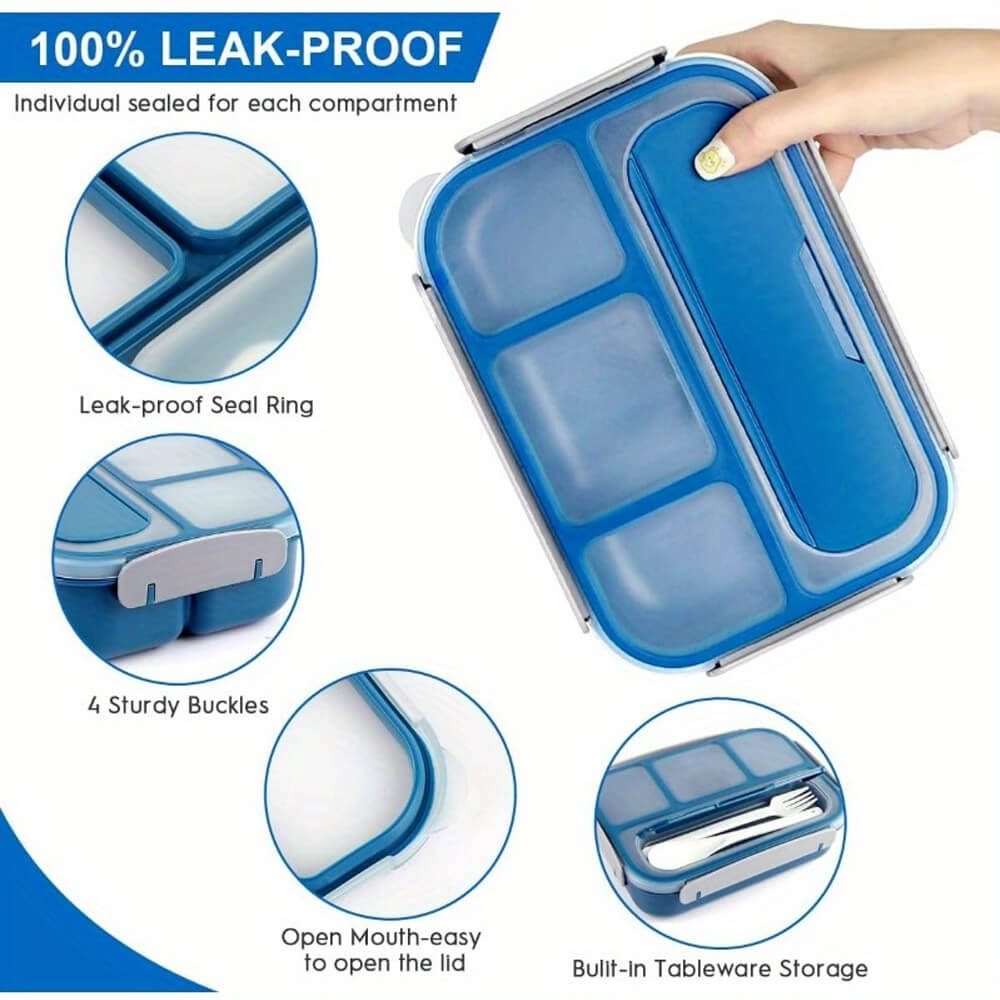 100% LEAK-PROOF
Individual sealed for each compartment
Leak-proof Seal Ring
4 Sturdy Buckles
Open Mouth-easy
to open the lid
Bulit-in Tableware Storage